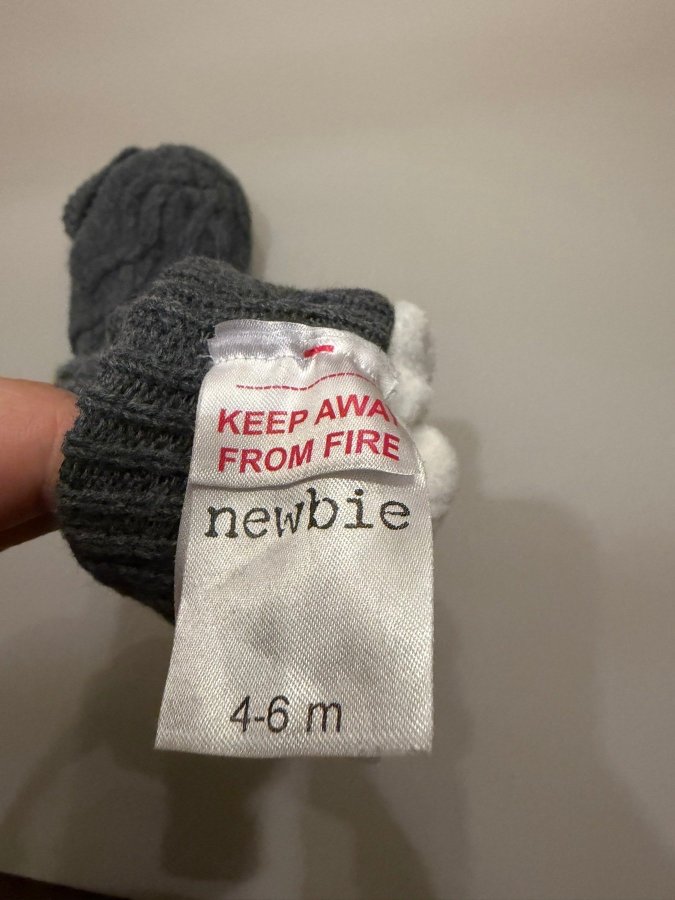 KEEP AWAY
FROM FIRE
newbie
4-6 m